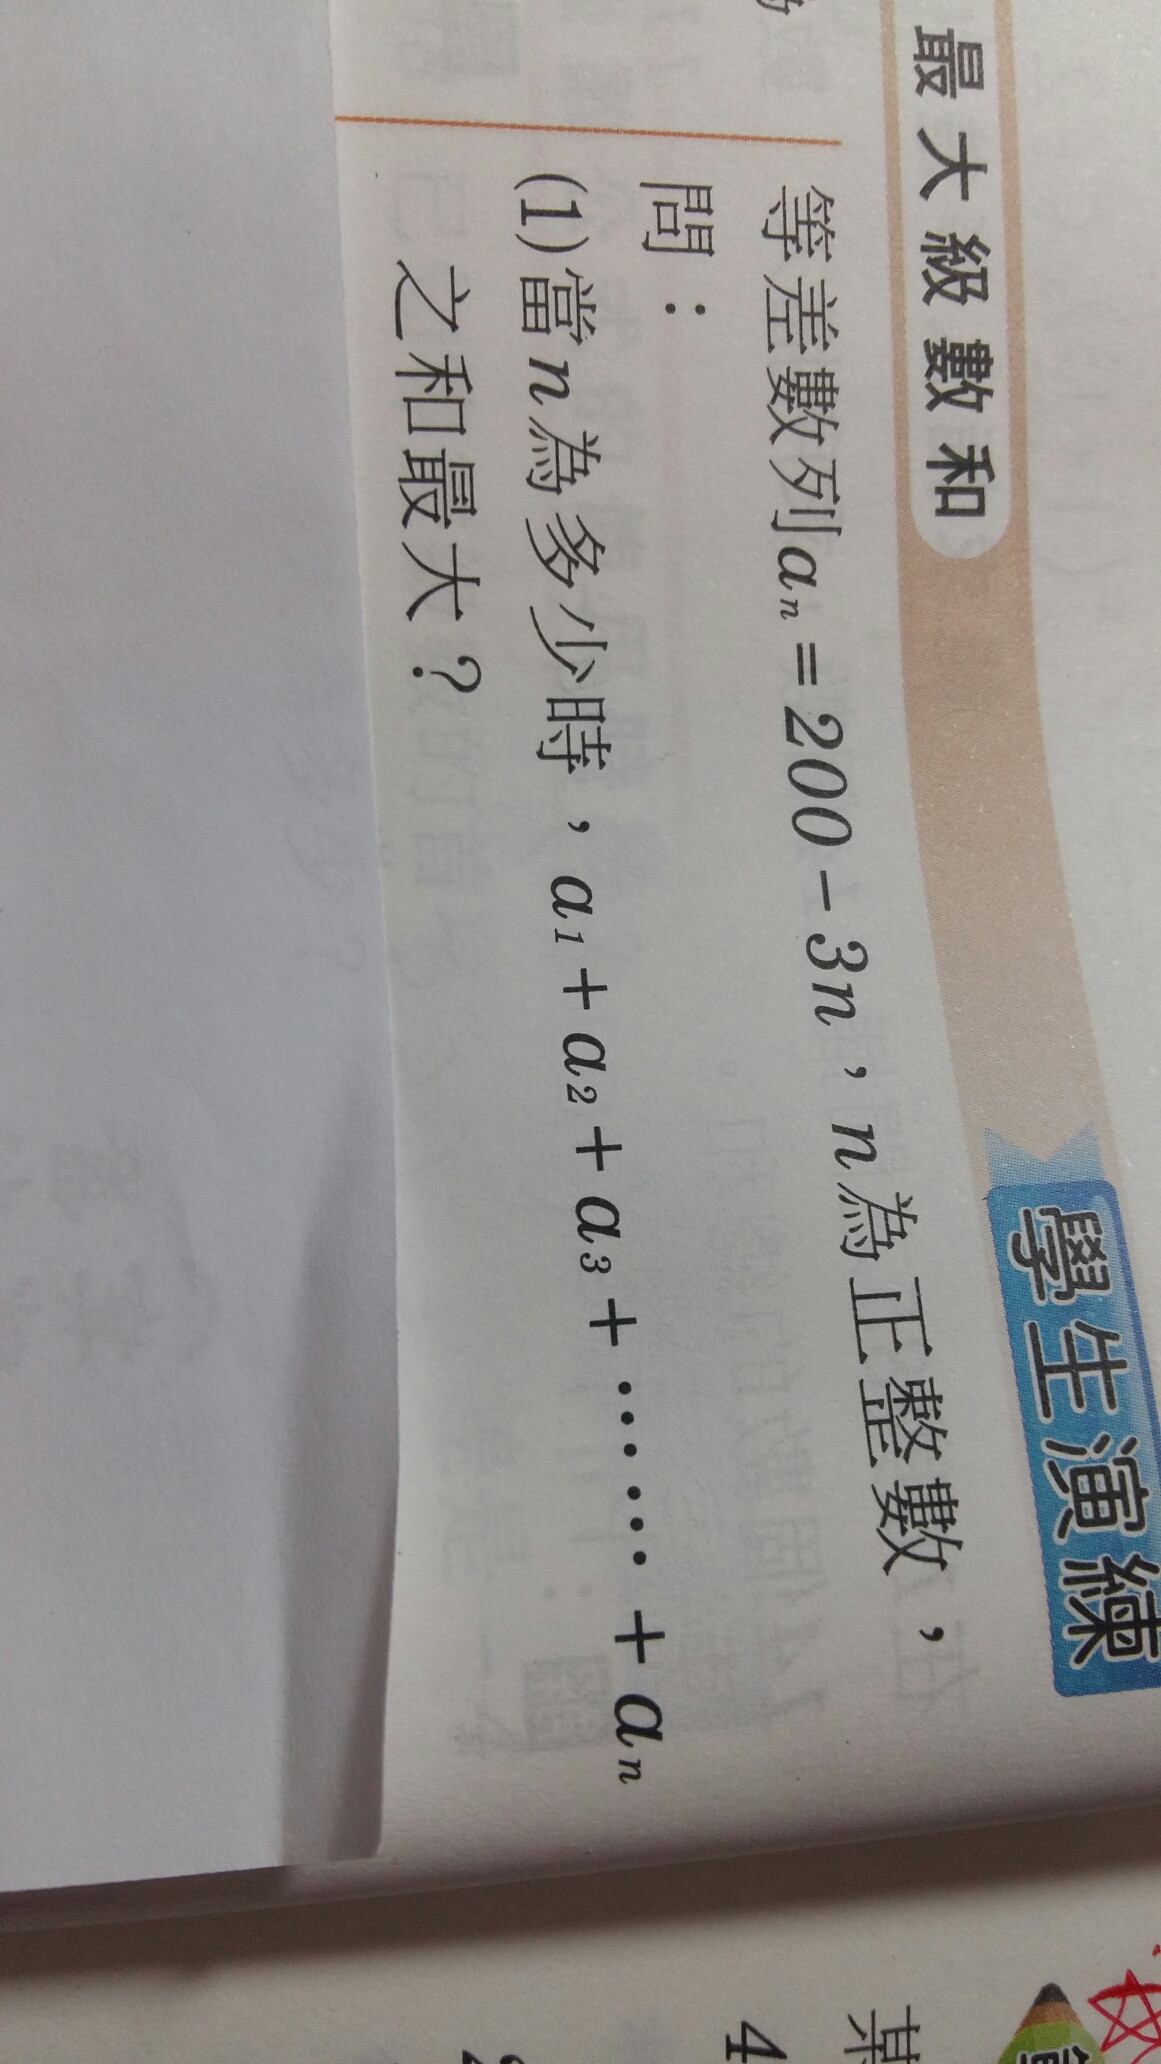 最大級數和
學生演練
等差數列aₙ=200-3n，n為正整數，
問：
(1)當n為多少時，a₁+a₂+a₃+⋯⋯+aₙ
之和最大？
某
4